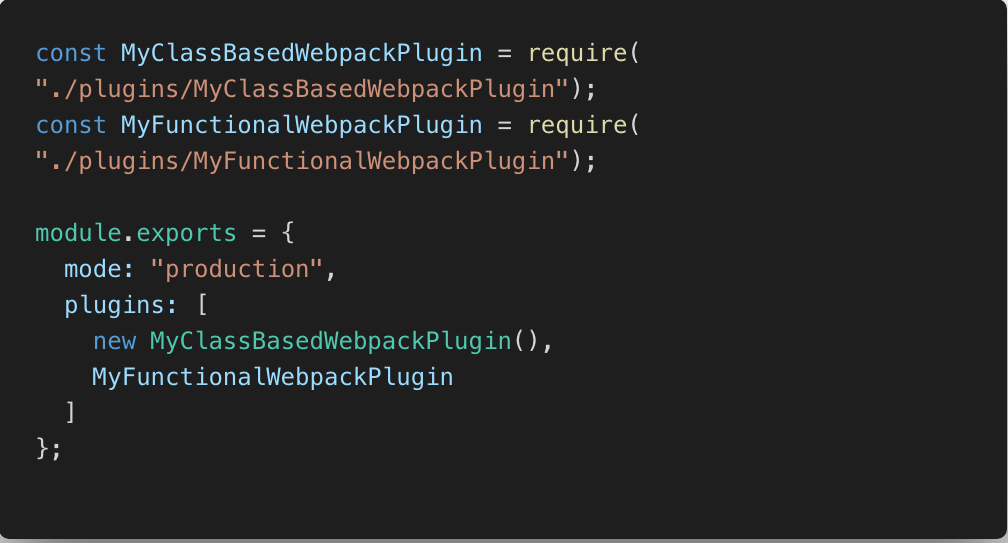 const MyClassBasedWebpackPlugin = require(
"./plugins/MyClassBasedWebpackPlugin");
const MyFunctionalWebpackPlugin = require(
"./plugins/MyFunctionalWebpackPlugin");

module.exports = {
  mode: "production",
  plugins: [
    new MyClassBasedWebpackPlugin(),
    MyFunctionalWebpackPlugin
  ]
};